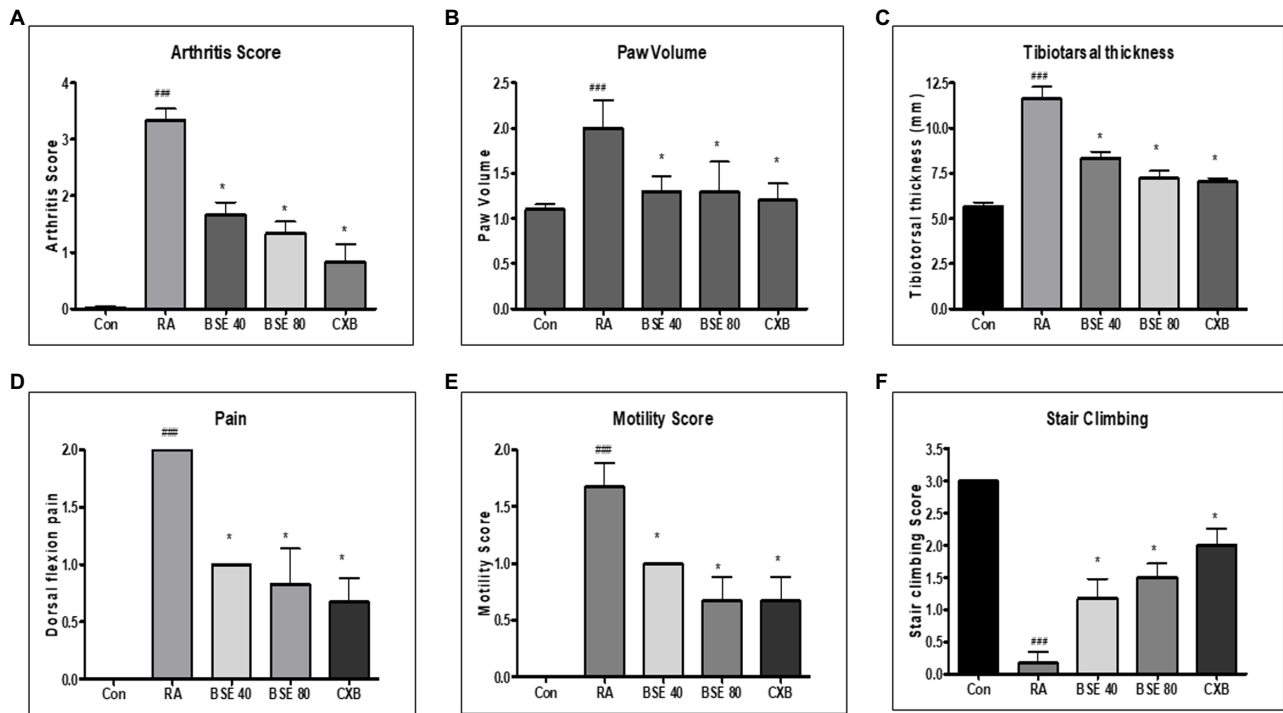 A
Arthritis Score
Arthritis Score
4
3
2
1
0
###
*
*
*
Con RA BSE 40 BSE 80 CXB
B
Paw Volume
Paw Volume
2.5
2.0
1.5
1.0
0.5
0.0
###
*
*
*
Con RA BSE 40 BSE 80 CXB
C
Tibiotarsal thickness
Tibiotorsal thickness (mm)
12.5
10.0
7.5
5.0
2.5
0.0
###
*
*
*
Con RA BSE 40 BSE 80 CXB
D
Pain
Dorsal flexion pain
2.0
1.5
1.0
0.5
0.0
###
*
*
*
Con RA BSE 40 BSE 80 CXB
E
Motility Score
Motility Score
2.0
1.5
1.0
0.5
0.0
###
*
*
*
Con RA BSE 40 BSE 80 CXB
F
Stair Climbing
Stair climbing Score
3.5
3.0
2.5
2.0
1.5
1.0
0.5
0.0
###
*
*
*
Con RA BSE 40 BSE 80 CXB